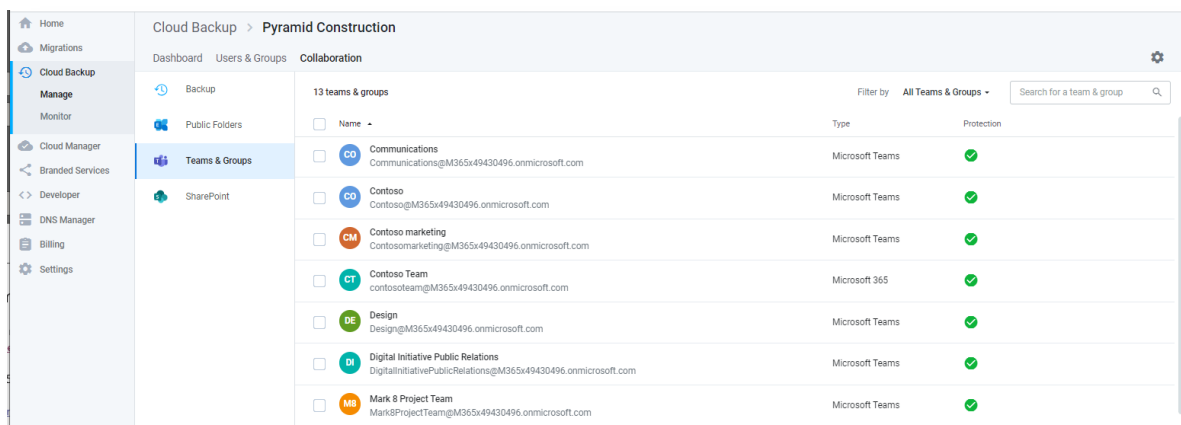 Home
Migrations
Cloud Backup
Manage
Monitor
Cloud Manager
Branded Services
Developer
DNS Manager
Billing
Settings
Cloud Backup > Pyramid Construction
Dashboard Users & Groups Collaboration
Backup
Public Folders
Teams & Groups
SharePoint
13 teams & groups
Filter by All Teams & Groups
Search for a team & group
Name Type Protection
CO Communications Microsoft Teams
Communications@M365x49430496.onmicrosoft.com
CO Contoso Microsoft Teams
Contoso@M365x49430496.onmicrosoft.com
CM Contoso marketing Microsoft Teams
Contosomarketing@M365x49430496.onmicrosoft.com
CT Contoso Team Microsoft 365
contosoteam@M365x49430496.onmicrosoft.com
DE Design Microsoft Teams
Design@M365x49430496.onmicrosoft.com
DI Digital Initiative Public Relations Microsoft Teams
DigitalInitiativePublicRelations@M365x49430496.onmicrosoft.com
M8 Mark 8 Project Team Microsoft Teams
Mark8ProjectTeam@M365x49430496.onmicrosoft.com